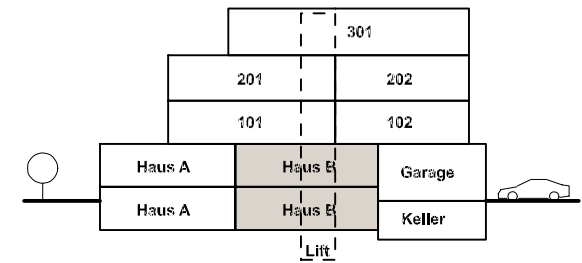 301
201 202
101 102
Haus A Haus B Garage
Haus A Haus B Keller
Lift